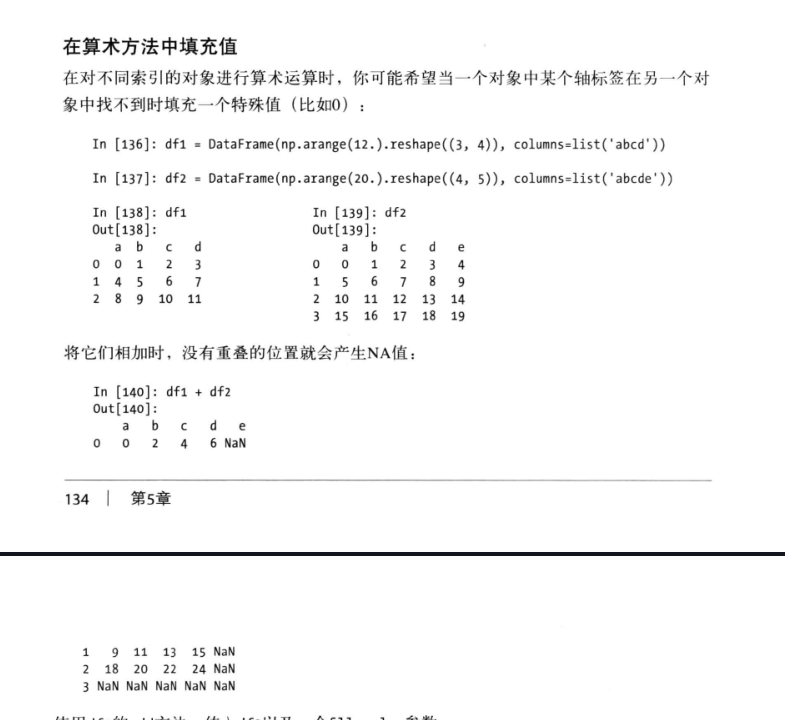 在算术方法中填充值
在对不同索引的对象进行算术运算时，你可能希望当一个对象中某个轴标签在另一个对
象中找不到时填充一个特殊值（比如0）：
In [136]: df1 = DataFrame(np.arange(12.).reshape((3, 4)), columns=list('abcd'))
In [137]: df2 = DataFrame(np.arange(20.).reshape((4, 5)), columns=list('abcde'))
In [138]: df1
Out[138]:
a b c d
0 0 1 2 3
1 4 5 6 7
2 8 9 10 11
In [139]: df2
Out[139]:
a b c d e
0 0 1 2 3 4
1 5 6 7 8 9
2 10 11 12 13 14
3 15 16 17 18 19
将它们相加时，没有重叠的位置就会产生NA值：
In [140]: df1 + df2
Out[140]:
a b c d e
0 0 2 4 6 NaN
134 | 第5章
1 9 11 13 15 NaN
2 18 20 22 24 NaN
3 NaN NaN NaN NaN NaN